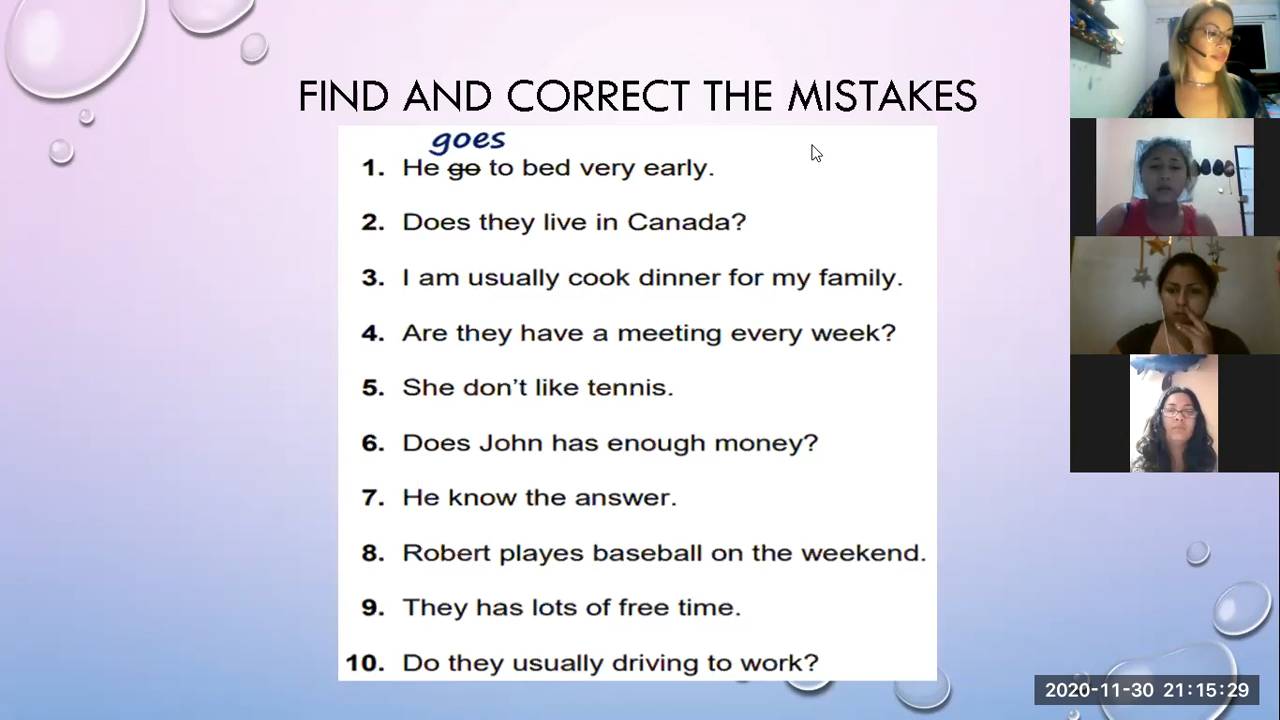 FIND AND CORRECT THE MISTAKES
goes
1. He go to bed very early.
2. Does they live in Canada?
3. I am usually cook dinner for my family.
4. Are they have a meeting every week?
5. She don't like tennis.
6. Does John has enough money?
7. He know the answer.
8. Robert playes baseball on the weekend.
9. They has lots of free time.
10. Do they usually driving to work?
2020-11-30 21:15:29